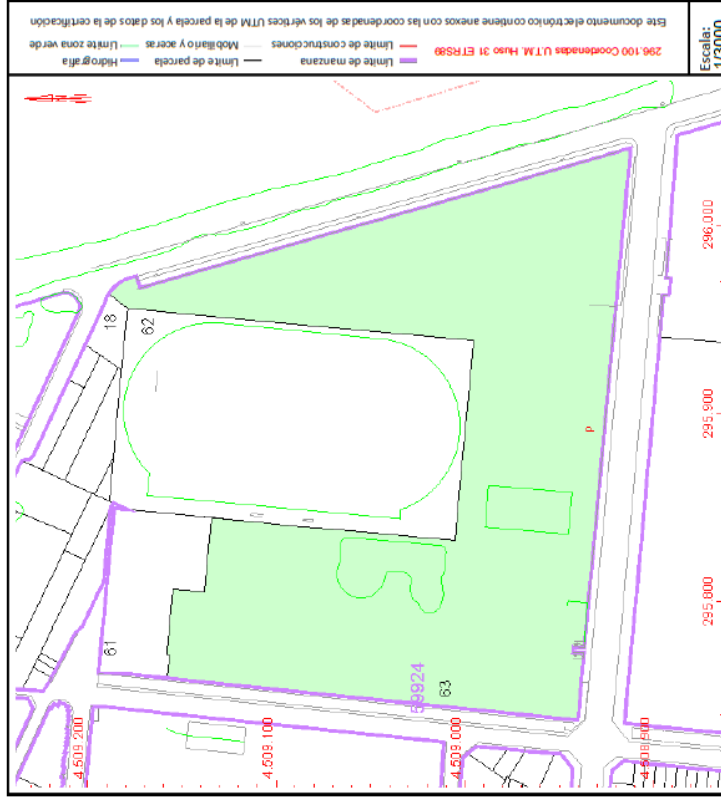 Este documento electrónico contiene anexos con las coordenadas de los vértices UTM de la parcela y los datos de la certificación
296.100 Coordenadas U.T.M. Huso 31 ETRS89
Límite de manzana
Límite de construcciones
Límite de parcela
Mobiliario y aceras
Hidrografía
Límite zona verde
Escala:
1/3000
18
62
61
63
59924
P
4.509.200
4.509.100
4.509.000
4.508.900
295.800
295.900
296.000